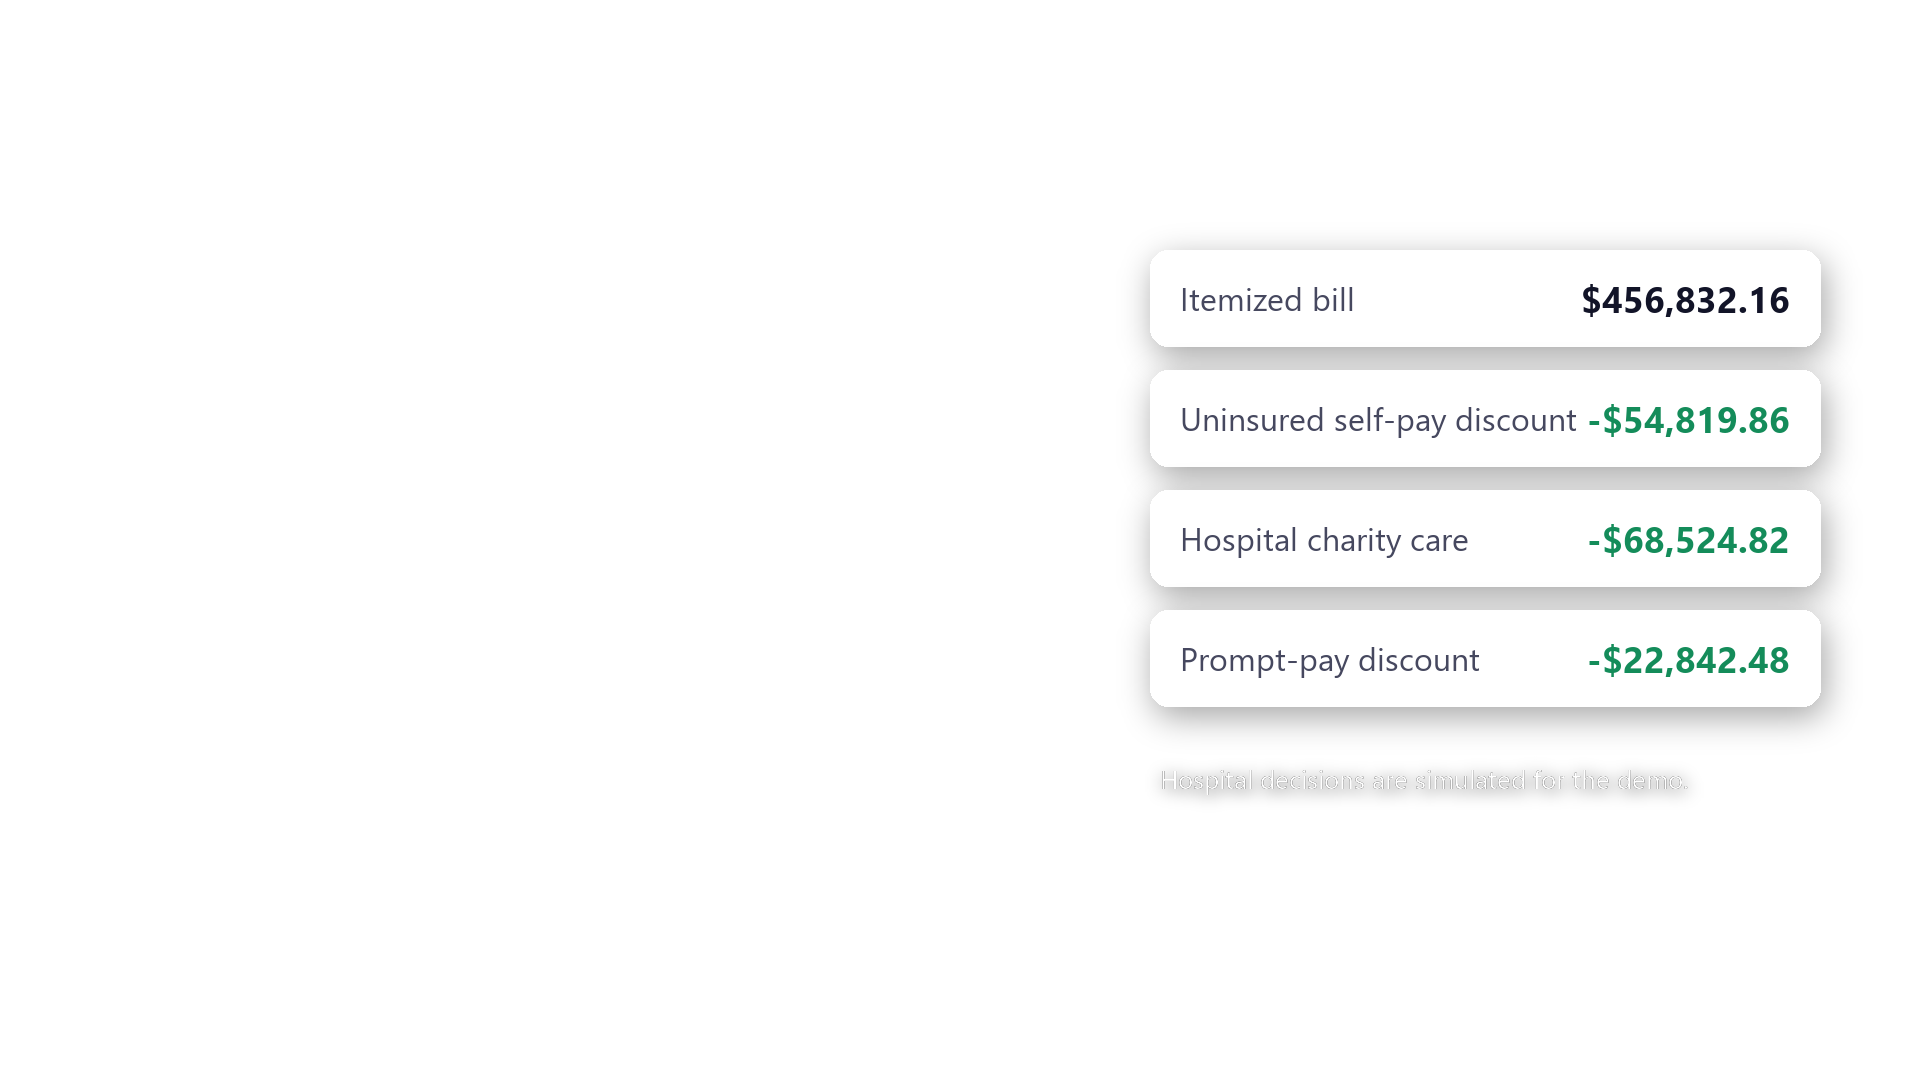 Itemized bill $456,832.16
Uninsured self-pay discount -$54,819.86
Hospital charity care -$68,524.82
Prompt-pay discount -$22,842.48
Hospital decisions are simulated for the demo.